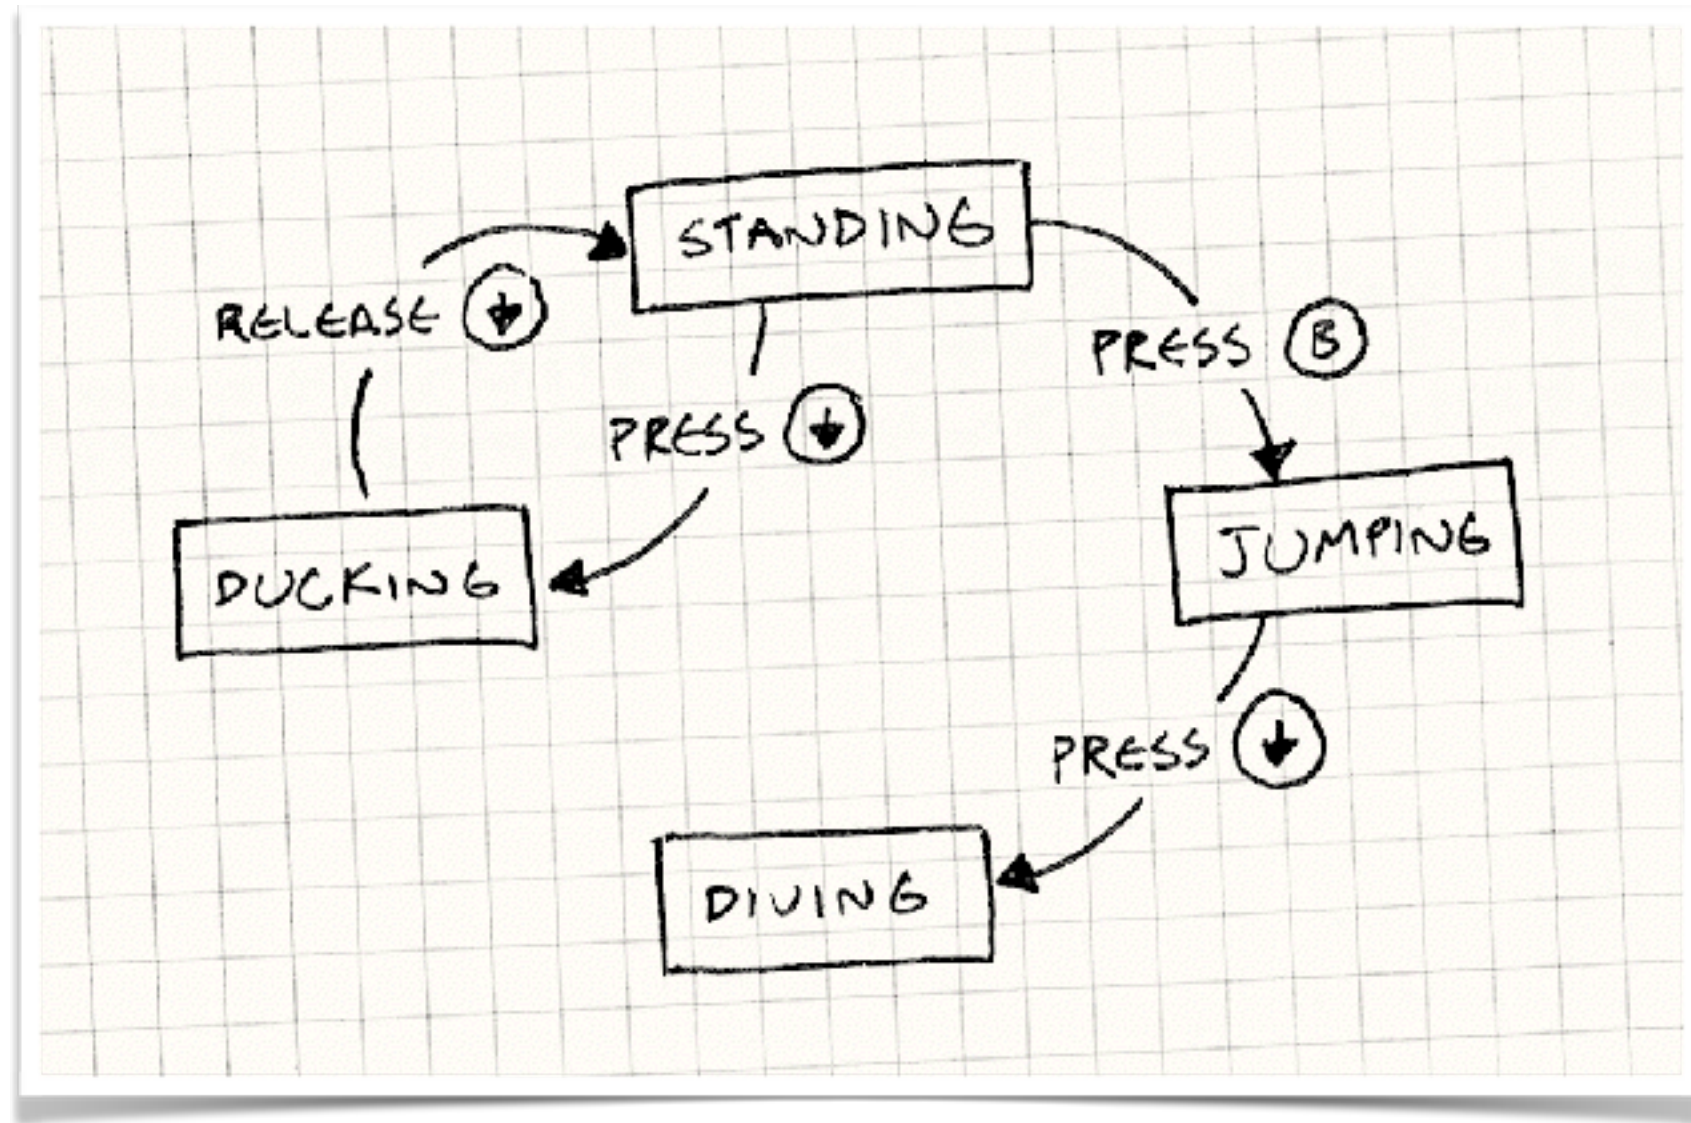 STANDING
RELEASE ↓
PRESS B
PRESS ↓
DUCKING
JUMPING
PRESS ↓
DIVING